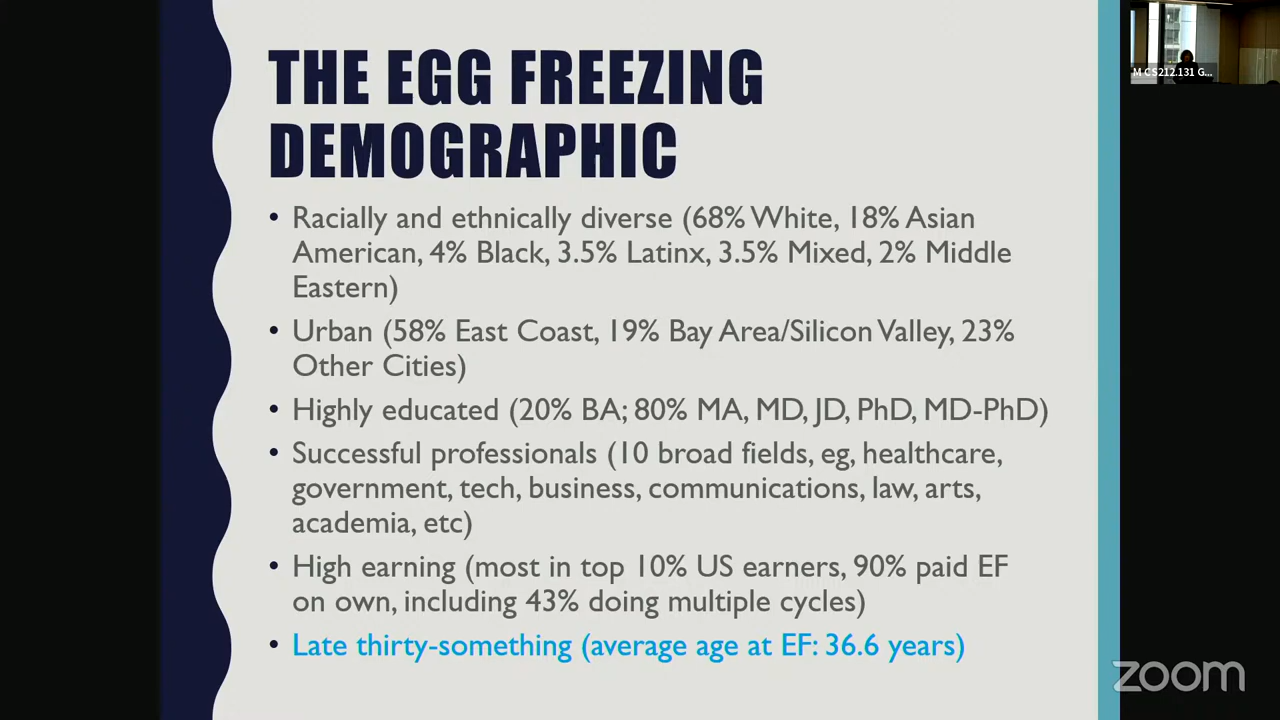 THE EGG FREEZING
DEMOGRAPHIC
• Racially and ethnically diverse (68% White, 18% Asian
American, 4% Black, 3.5% Latinx, 3.5% Mixed, 2% Middle
Eastern)
• Urban (58% East Coast, 19% Bay Area/Silicon Valley, 23%
Other Cities)
• Highly educated (20% BA; 80% MA, MD, JD, PhD, MD-PhD)
• Successful professionals (10 broad fields, eg, healthcare,
government, tech, business, communications, law, arts,
academia, etc)
• High earning (most in top 10% US earners, 90% paid EF
on own, including 43% doing multiple cycles)
• Late thirty-something (average age at EF: 36.6 years)
M CS212.131 G...
zoom